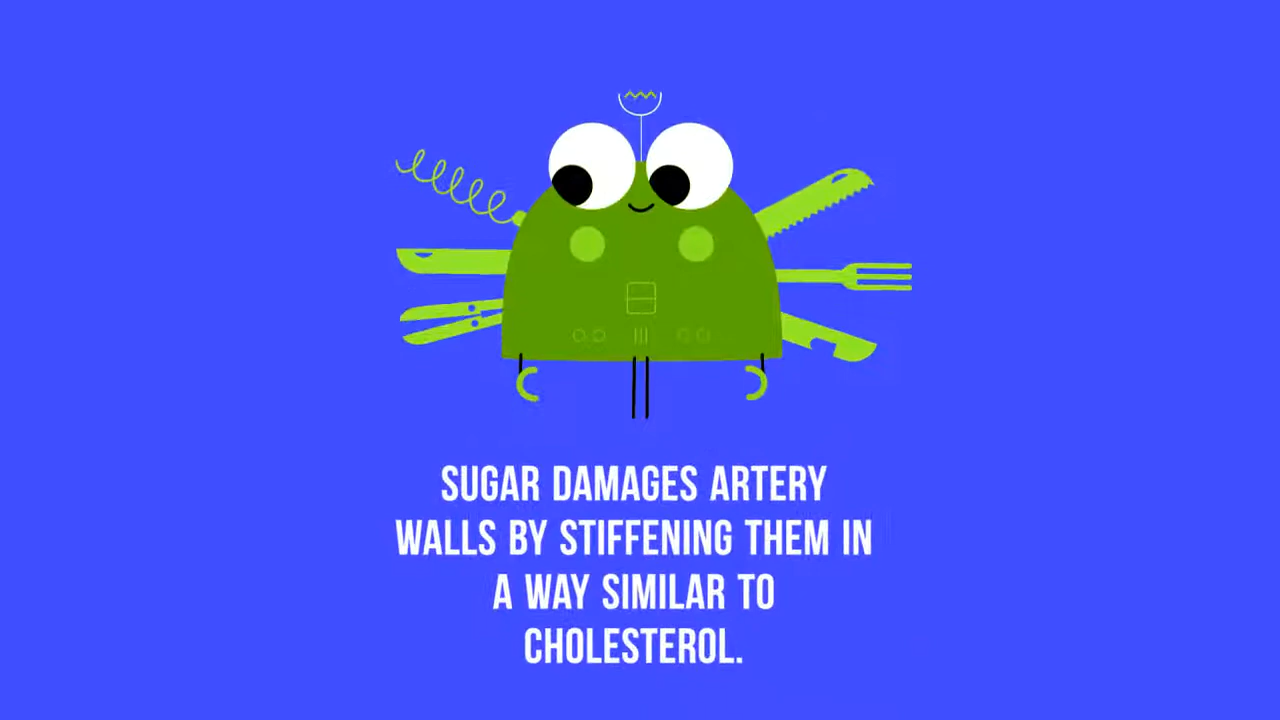 SUGAR DAMAGES ARTERY
WALLS BY STIFFENING THEM IN
A WAY SIMILAR TO
CHOLESTEROL.